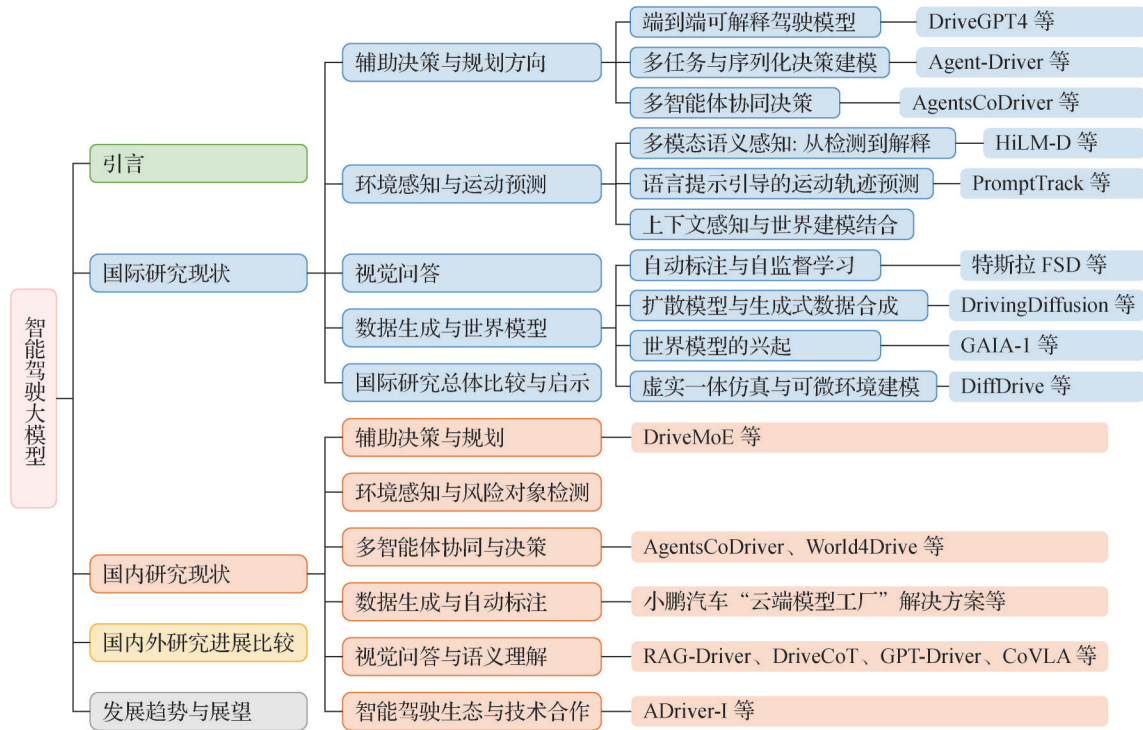 智能驾驶大模型
引言
国际研究现状
辅助决策与规划方向
端到端可解释驾驶模型
DriveGPT4 等
多任务与序列化决策建模
Agent-Driver 等
多智能体协同决策
AgentsCoDriver 等
环境感知与运动预测
多模态语义感知: 从检测到解释
HiLM-D 等
语言提示引导的运动轨迹预测
PromptTrack 等
上下文感知与世界建模结合
视觉问答
数据生成与世界模型
自动标注与自监督学习
特斯拉 FSD 等
扩散模型与生成式数据合成
DrivingDiffusion 等
世界模型的兴起
GAIA-1 等
虚实一体仿真与可微环境建模
DiffDrive 等
国际研究总体比较与启示
国内研究现状
辅助决策与规划
DriveMoE 等
环境感知与风险对象检测
多智能体协同与决策
AgentsCoDriver、World4Drive 等
数据生成与自动标注
小鹏汽车“云端模型工厂”解决方案等
视觉问答与语义理解
RAG-Driver、DriveCoT、GPT-Driver、CoVLA 等
智能驾驶生态与技术合作
ADriver-I 等
国内外研究进展比较
发展趋势与展望